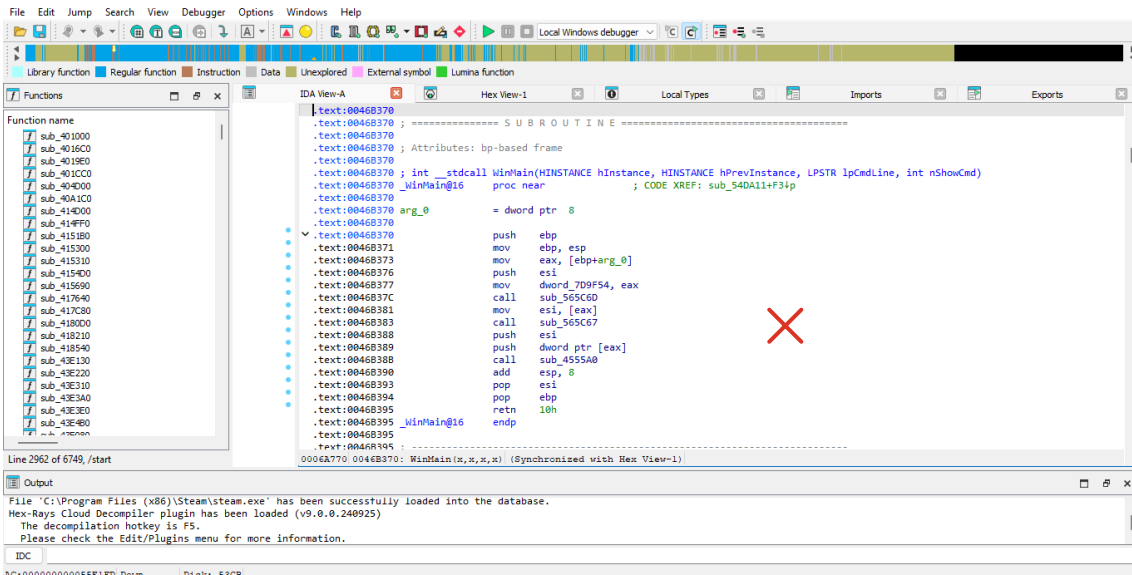 File Edit Jump Search View Debugger Options Windows Help
A Local Windows debugger
Library function Regular function Instruction Data Unexplored External symbol Lumina function
Functions
IDA View-A Hex View-1 Local Types Imports Exports
Function name
sub_401000
sub_4016C0
sub_4019E0
sub_401CC0
sub_404D00
sub_40A1C0
sub_414D00
sub_414FF0
sub_4151B0
sub_415300
sub_415310
sub_4154D0
sub_415690
sub_417640
sub_417C80
sub_4180D0
sub_418210
sub_418540
sub_43E130
sub_43E220
sub_43E310
sub_43E3A0
sub_43E3E0
sub_43E4B0
Line 2962 of 6749, /start
.text:0046B370
.text:0046B370 ; =============== S U B R O U T I N E =======================================
.text:0046B370
.text:0046B370 ; Attributes: bp-based frame
.text:0046B370
.text:0046B370 ; int __stdcall WinMain(HINSTANCE hInstance, HINSTANCE hPrevInstance, LPSTR lpCmdLine, int nShowCmd)
.text:0046B370 _WinMain@16 proc near ; CODE XREF: sub_54DA11+F3↓p
.text:0046B370
.text:0046B370 arg_0 = dword ptr 8
.text:0046B370
.text:0046B370 push ebp
.text:0046B371 mov ebp, esp
.text:0046B373 mov eax, [ebp+arg_0]
.text:0046B376 push esi
.text:0046B377 mov dword_7D9F54, eax
.text:0046B37C call sub_565C6D
.text:0046B381 mov esi, [eax]
.text:0046B383 call sub_565C67
.text:0046B388 push esi
.text:0046B389 push dword ptr [eax]
.text:0046B38B call sub_4555A0
.text:0046B390 add esp, 8
.text:0046B393 pop esi
.text:0046B394 pop ebp
.text:0046B395 retn 10h
.text:0046B395 _WinMain@16 endp
.text:0046B395
.text:0046B395 ; ---------------------------------------------------------------------------
0006A770 0046B370: WinMain(x,x,x,x) (Synchronized with Hex View-1)
Output
File 'C:\Program Files (x86)\Steam\steam.exe' has been successfully loaded into the database.
Hex-Rays Cloud Decompiler plugin has been loaded (v9.0.0.240925)
The decompilation hotkey is F5.
Please check the Edit/Plugins menu for more information.
IDC
Down Disk: 53GB